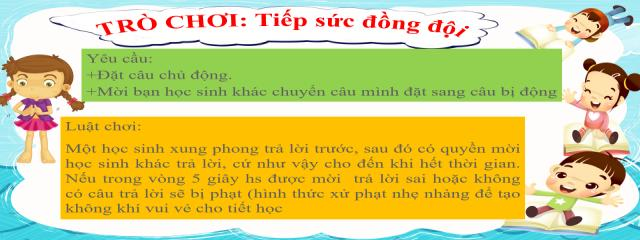 TRÒ CHƠI: Tiếp sức đồng đội
Yêu cầu:
+Đặt câu chủ động.
+Mời bạn học sinh khác chuyển câu mình đặt sang câu bị động
Luật chơi:
Một học sinh xung phong trả lời trước, sau đó có quyền mời
học sinh khác trả lời, cứ như vậy cho đến khi hết thời gian.
Nếu trong vòng 5 giây hs được mời trả lời sai hoặc không
có câu trả lời sẽ bị phạt (hình thức xử phạt nhẹ nhàng để tạo
không khí vui vẻ cho tiết học